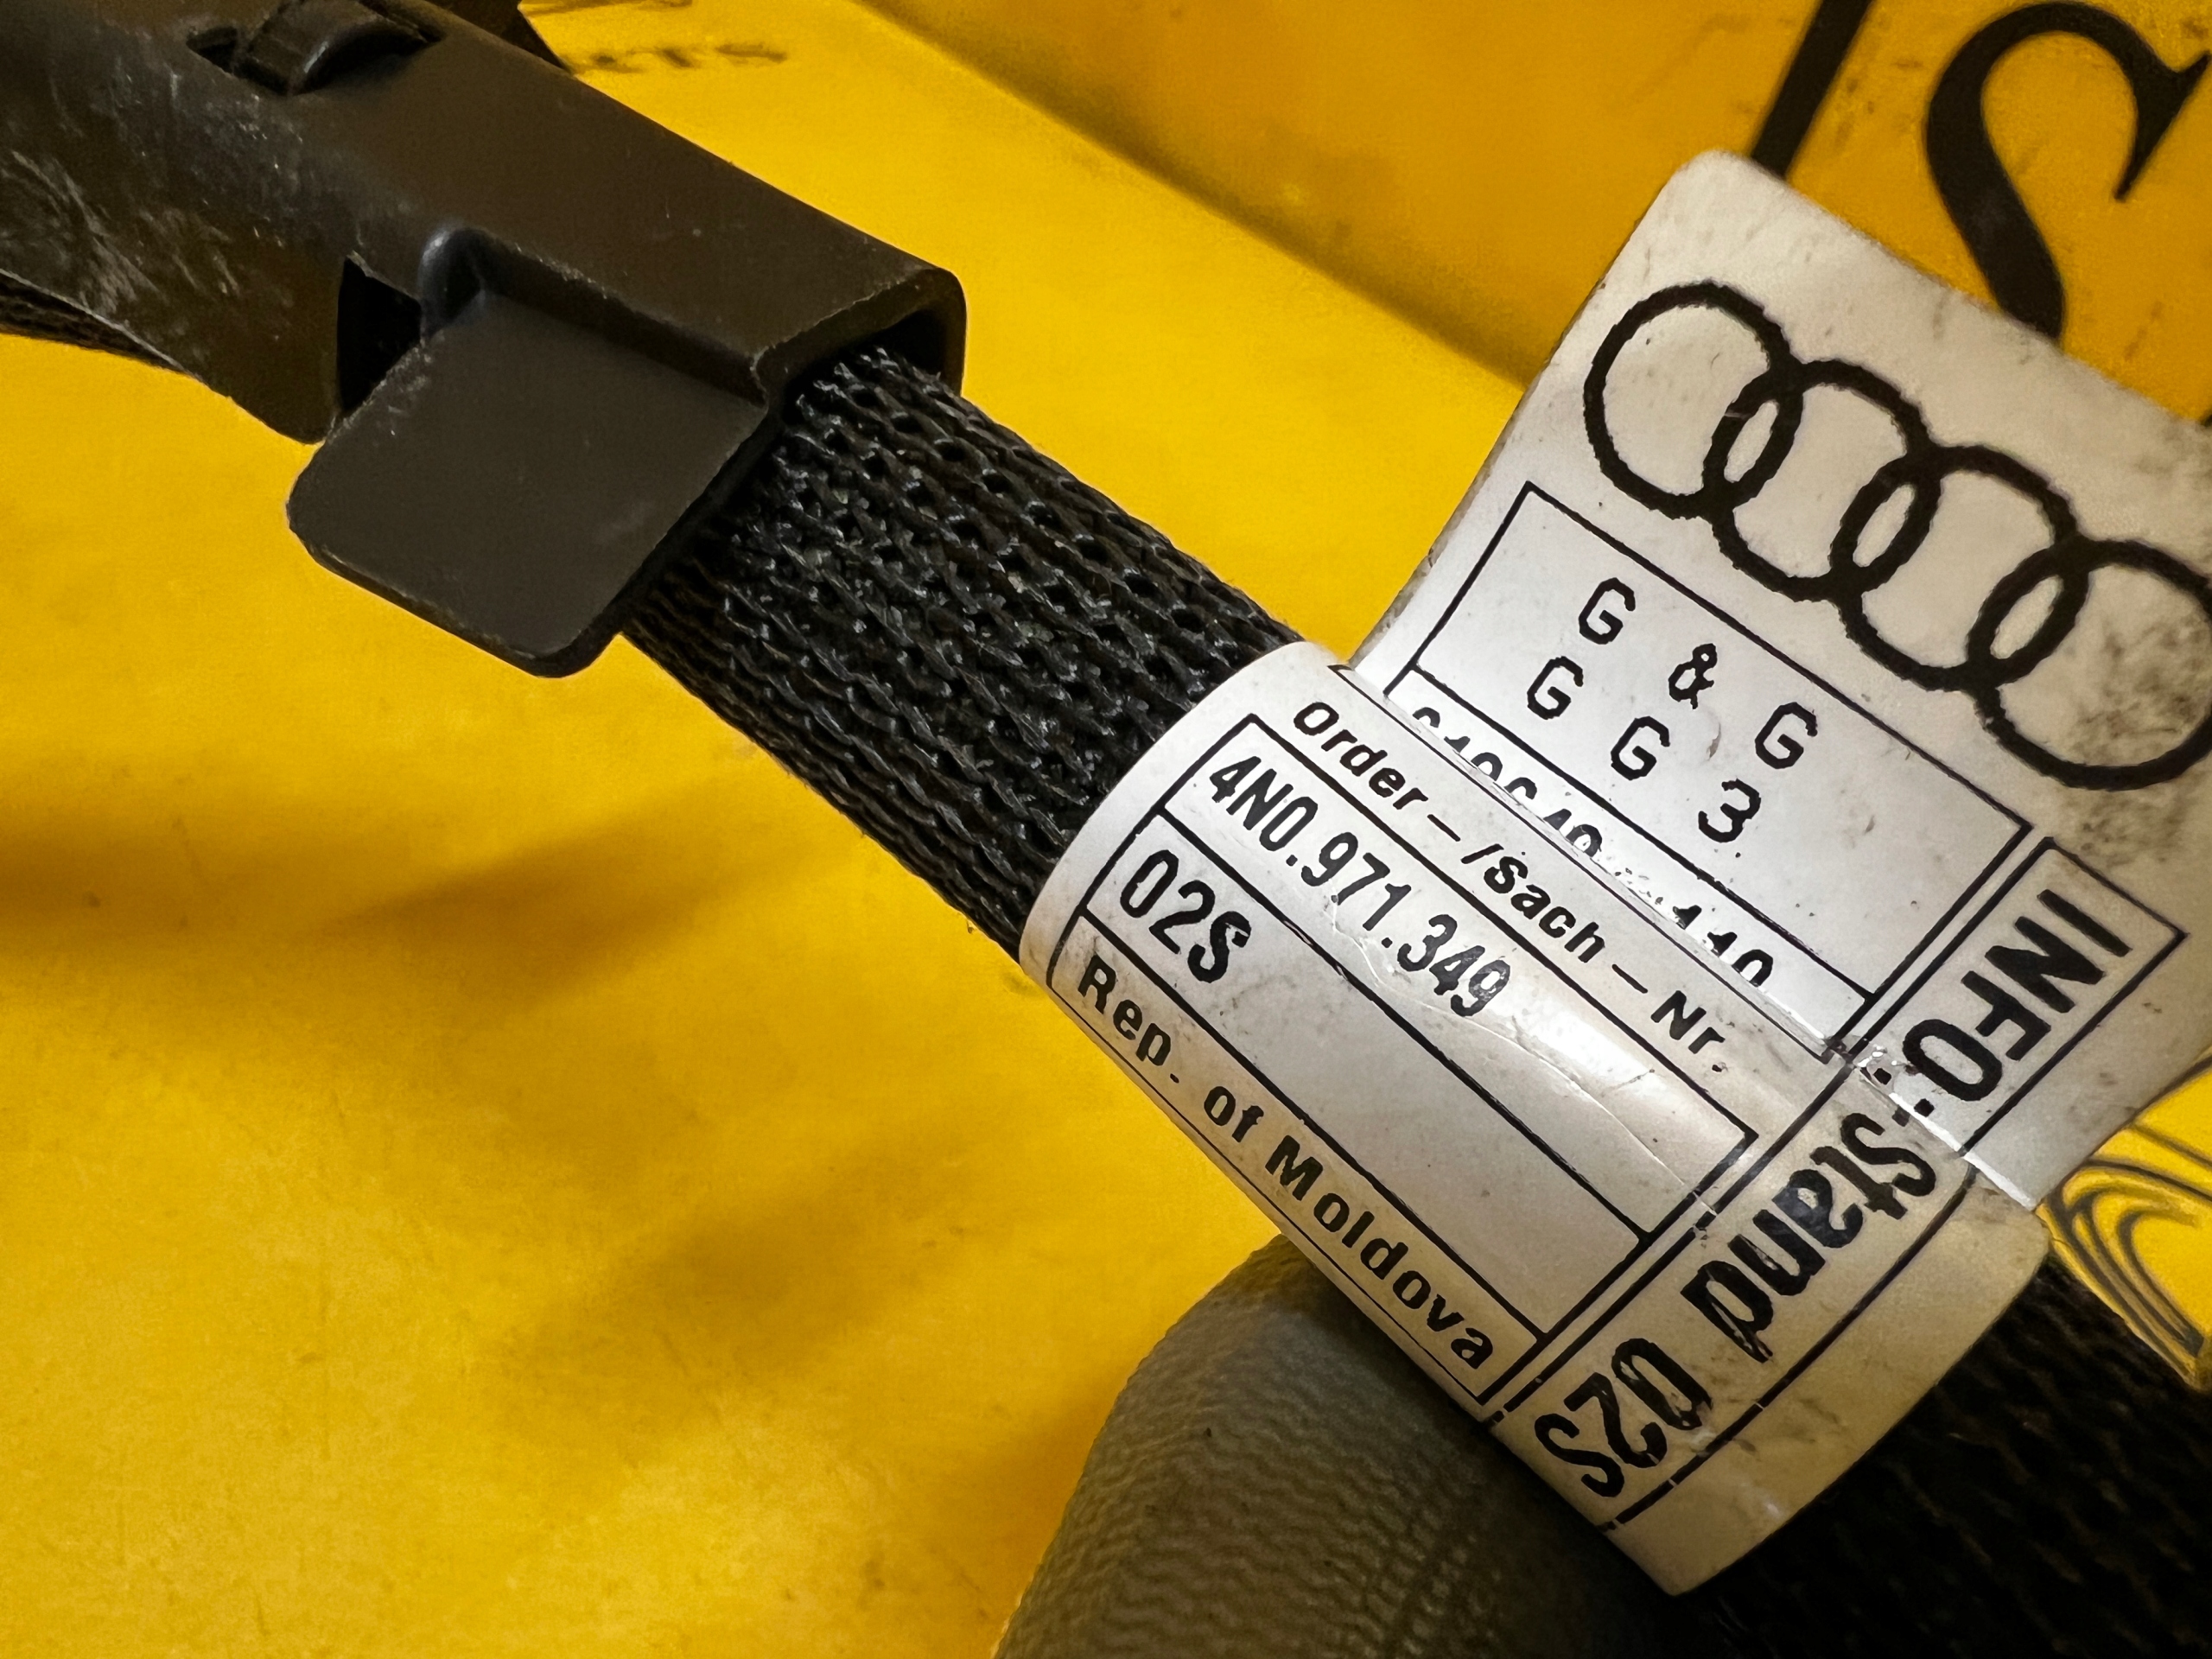 G & G
G G 3
Order-/Sach-Nr.
4N0.971.349
02S
Rep. of Moldova
INFO:Stand 02S